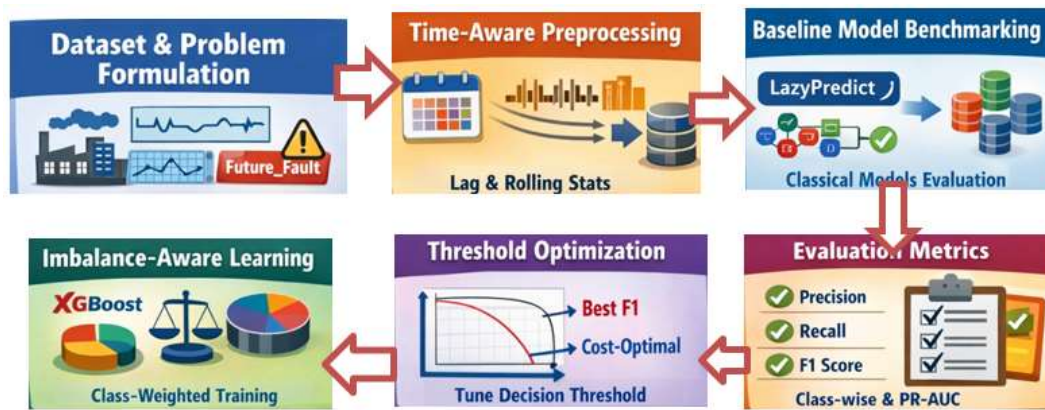 Dataset & Problem
Formulation
Future_Fault
Time-Aware Preprocessing
Lag & Rolling Stats
Baseline Model Benchmarking
LazyPredict
Classical Models Evaluation
Imbalance-Aware Learning
XGBoost
Class-Weighted Training
Threshold Optimization
Best F1
Cost-Optimal
Tune Decision Threshold
Evaluation Metrics
Precision
Recall
F1 Score
Class-wise & PR-AUC